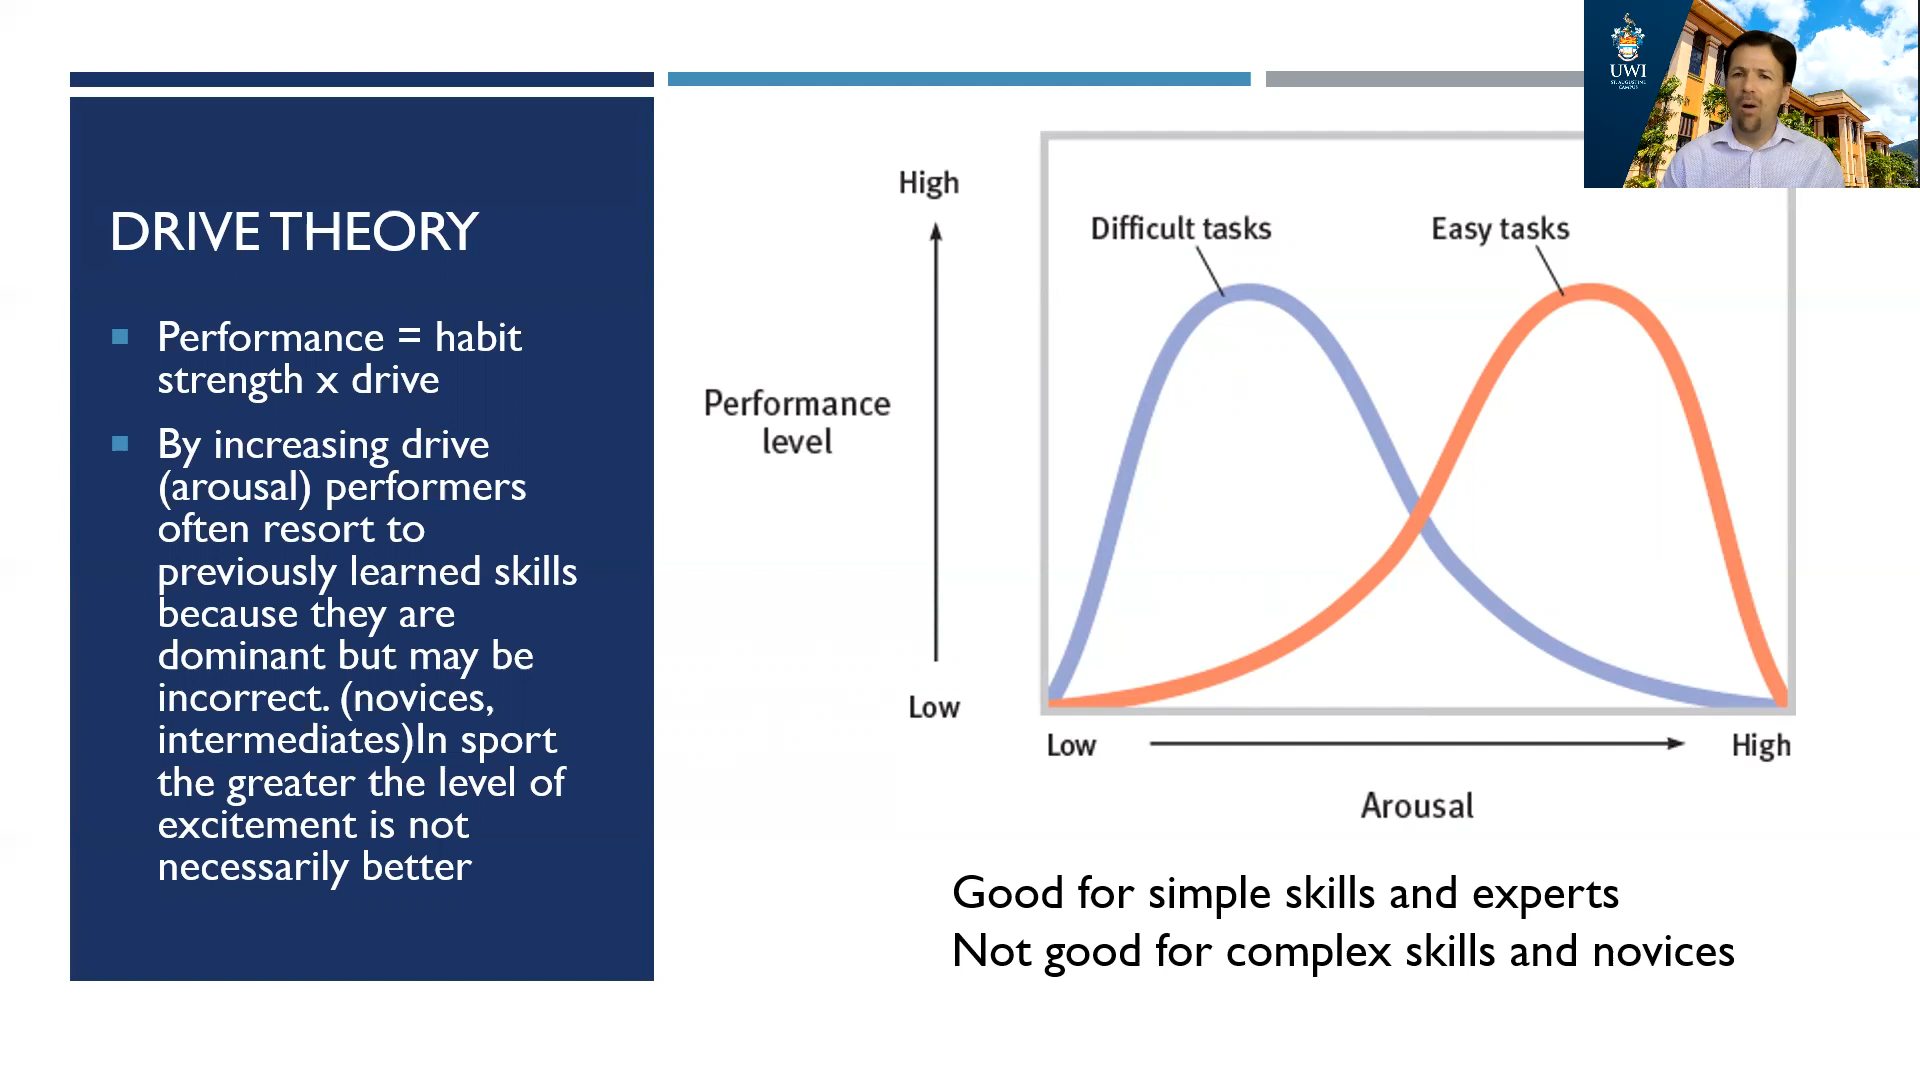 UWI
ST. AUGUSTINE
CAMPUS
DRIVE THEORY
Performance = habit
strength x drive
By increasing drive
(arousal) performers
often resort to
previously learned skills
because they are
dominant but may be
incorrect. (novices,
intermediates)In sport
the greater the level of
excitement is not
necessarily better
High
Performance
level
Low
Difficult tasks
Easy tasks
Low
High
Arousal
Good for simple skills and experts
Not good for complex skills and novices